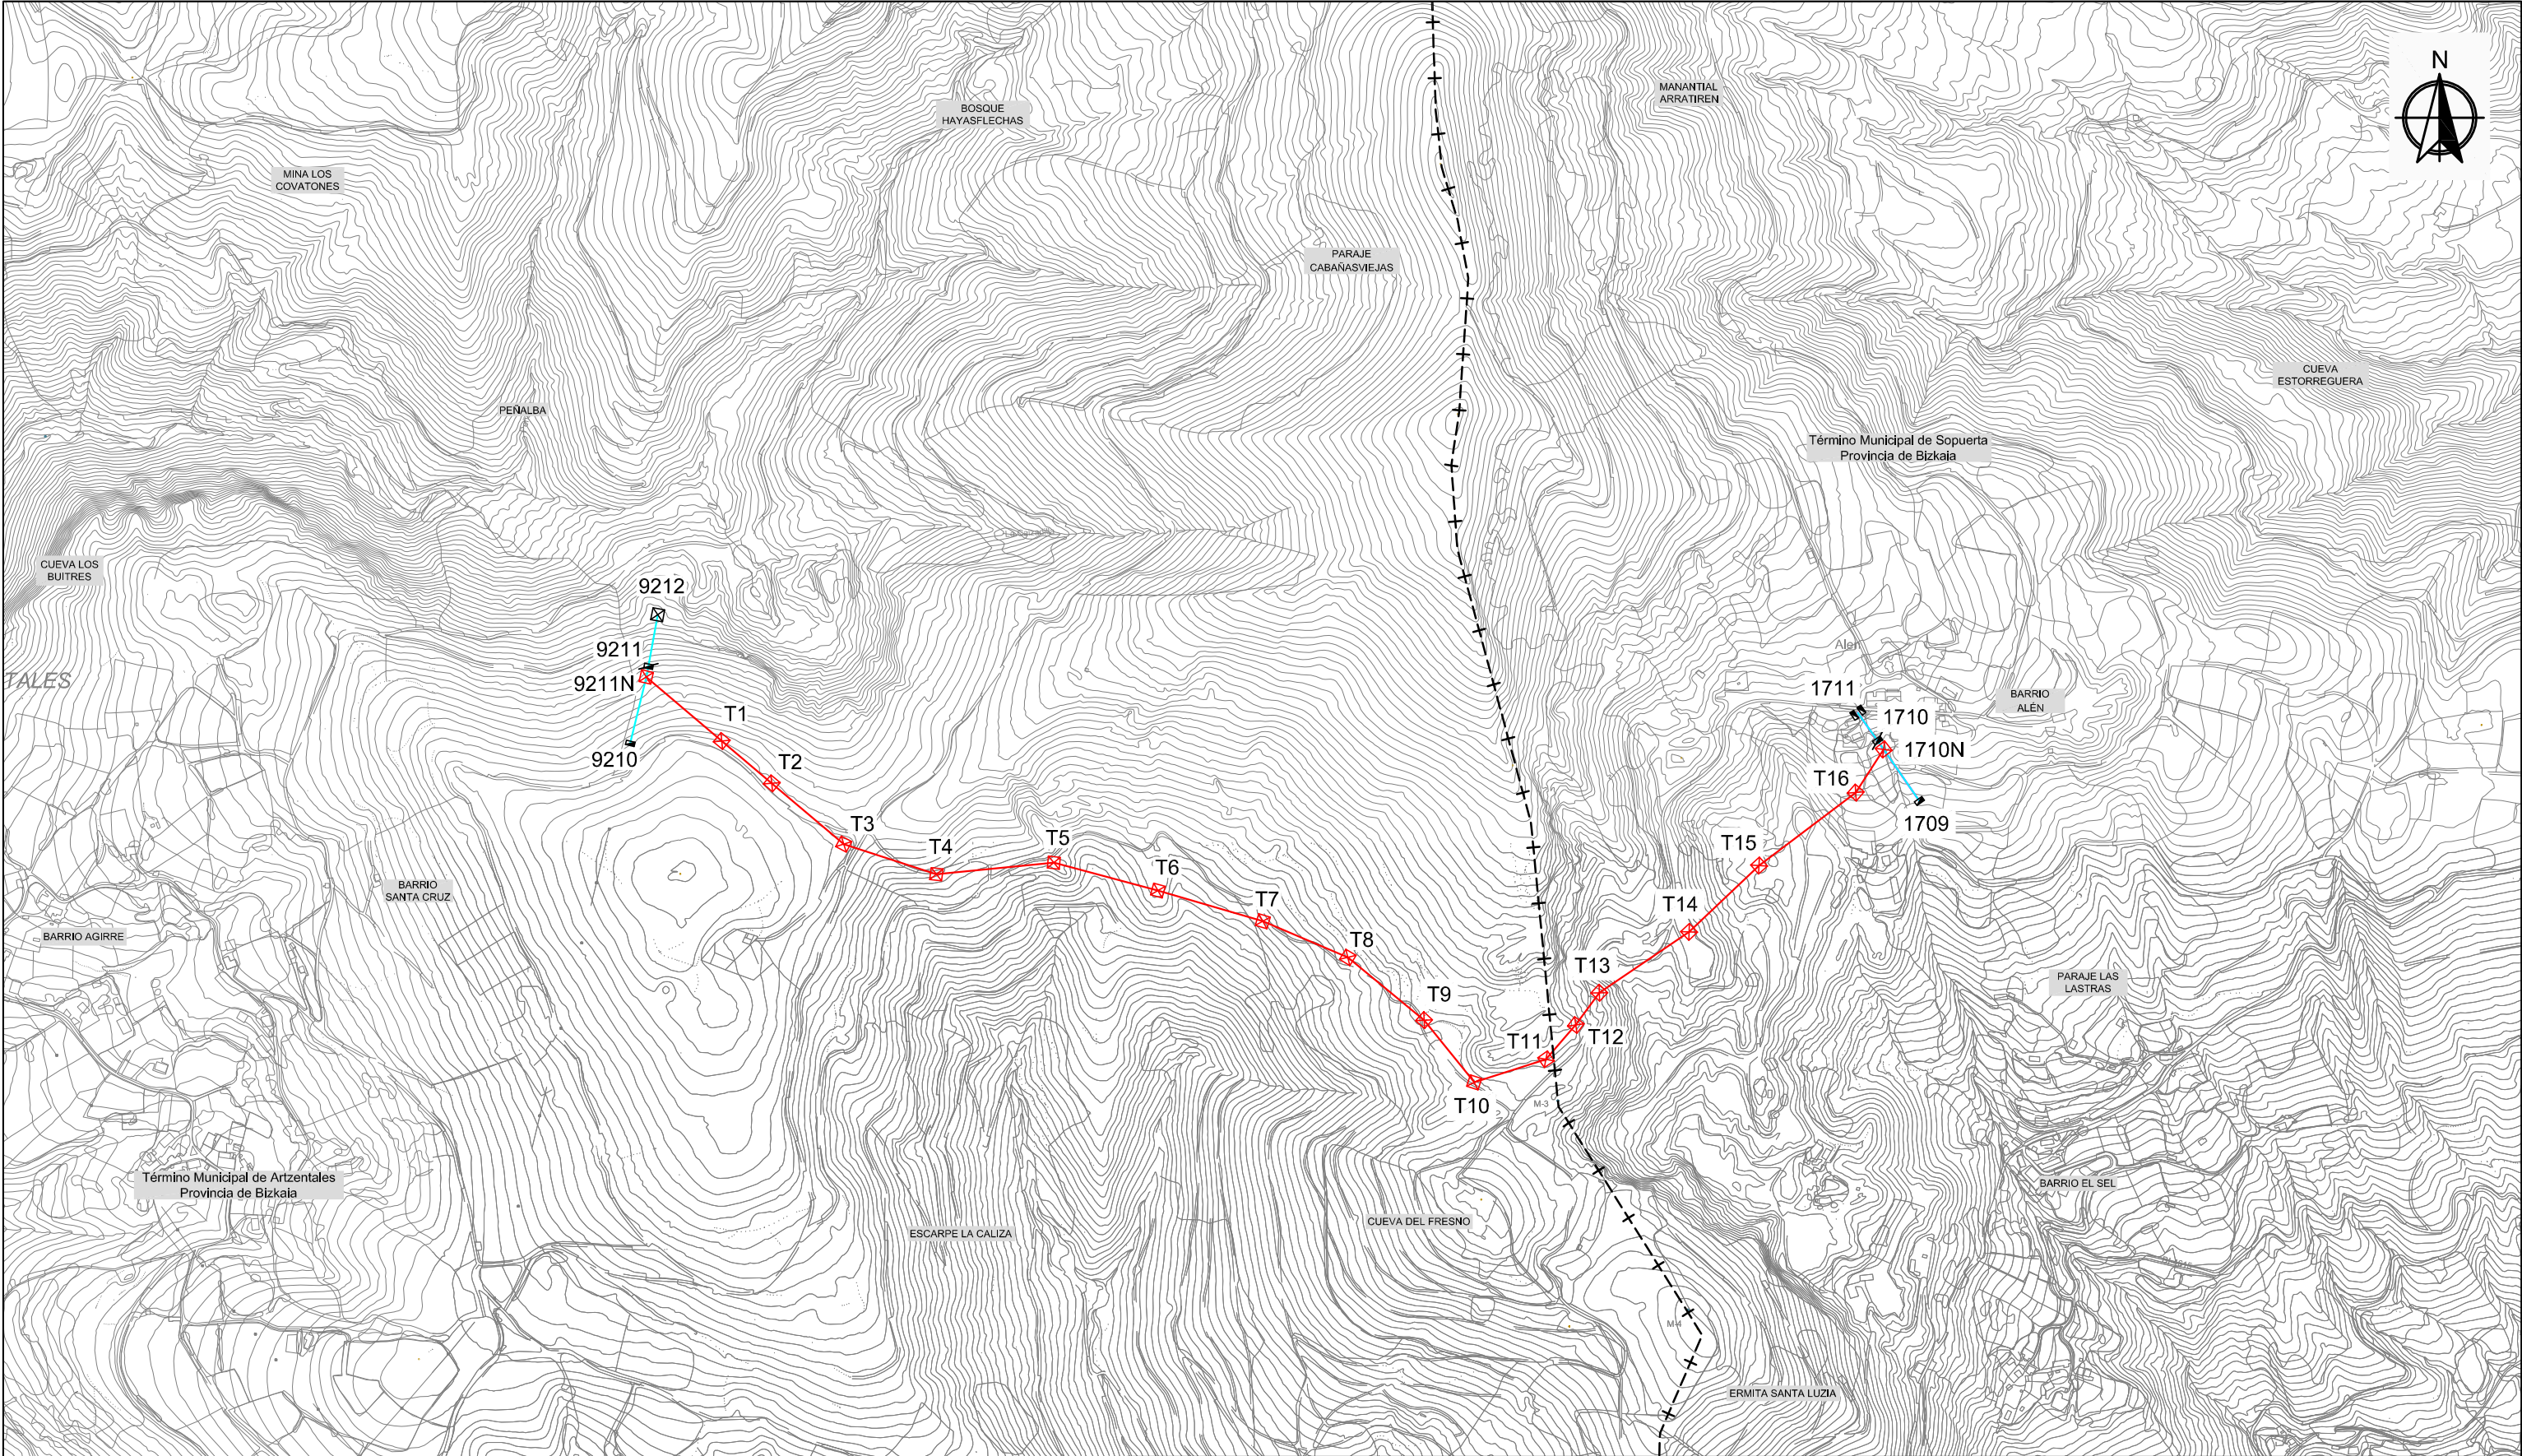 N
MANANTIAL
ARRATIREN
BOSQUE
HAYASFLECHAS
MINA LOS
COVATONES
PARAJE
CABAÑASVIEJAS
CUEVA
ESTORREGUERA
PEÑALBA
Término Municipal de Sopuerta
Provincia de Bizkaia
CUEVA LOS
BUITRES
9212
9211
9211N
TALES
9210
Alen
1711
BARRIO
ALÉN
1710
1710N
T1
T2
T16
1709
T3
T4
T5
T15
T6
BARRIO
SANTA CRUZ
T7
T14
BARRIO AGIRRE
T8
T13
PARAJE LAS
LASTRAS
T9
T11
T12
T10
M-3
Término Municipal de Artzentales
Provincia de Bizkaia
BARRIO EL SEL
CUEVA DEL FRESNO
ESCARPE LA CALIZA
M-4
ERMITA SANTA LUZIA